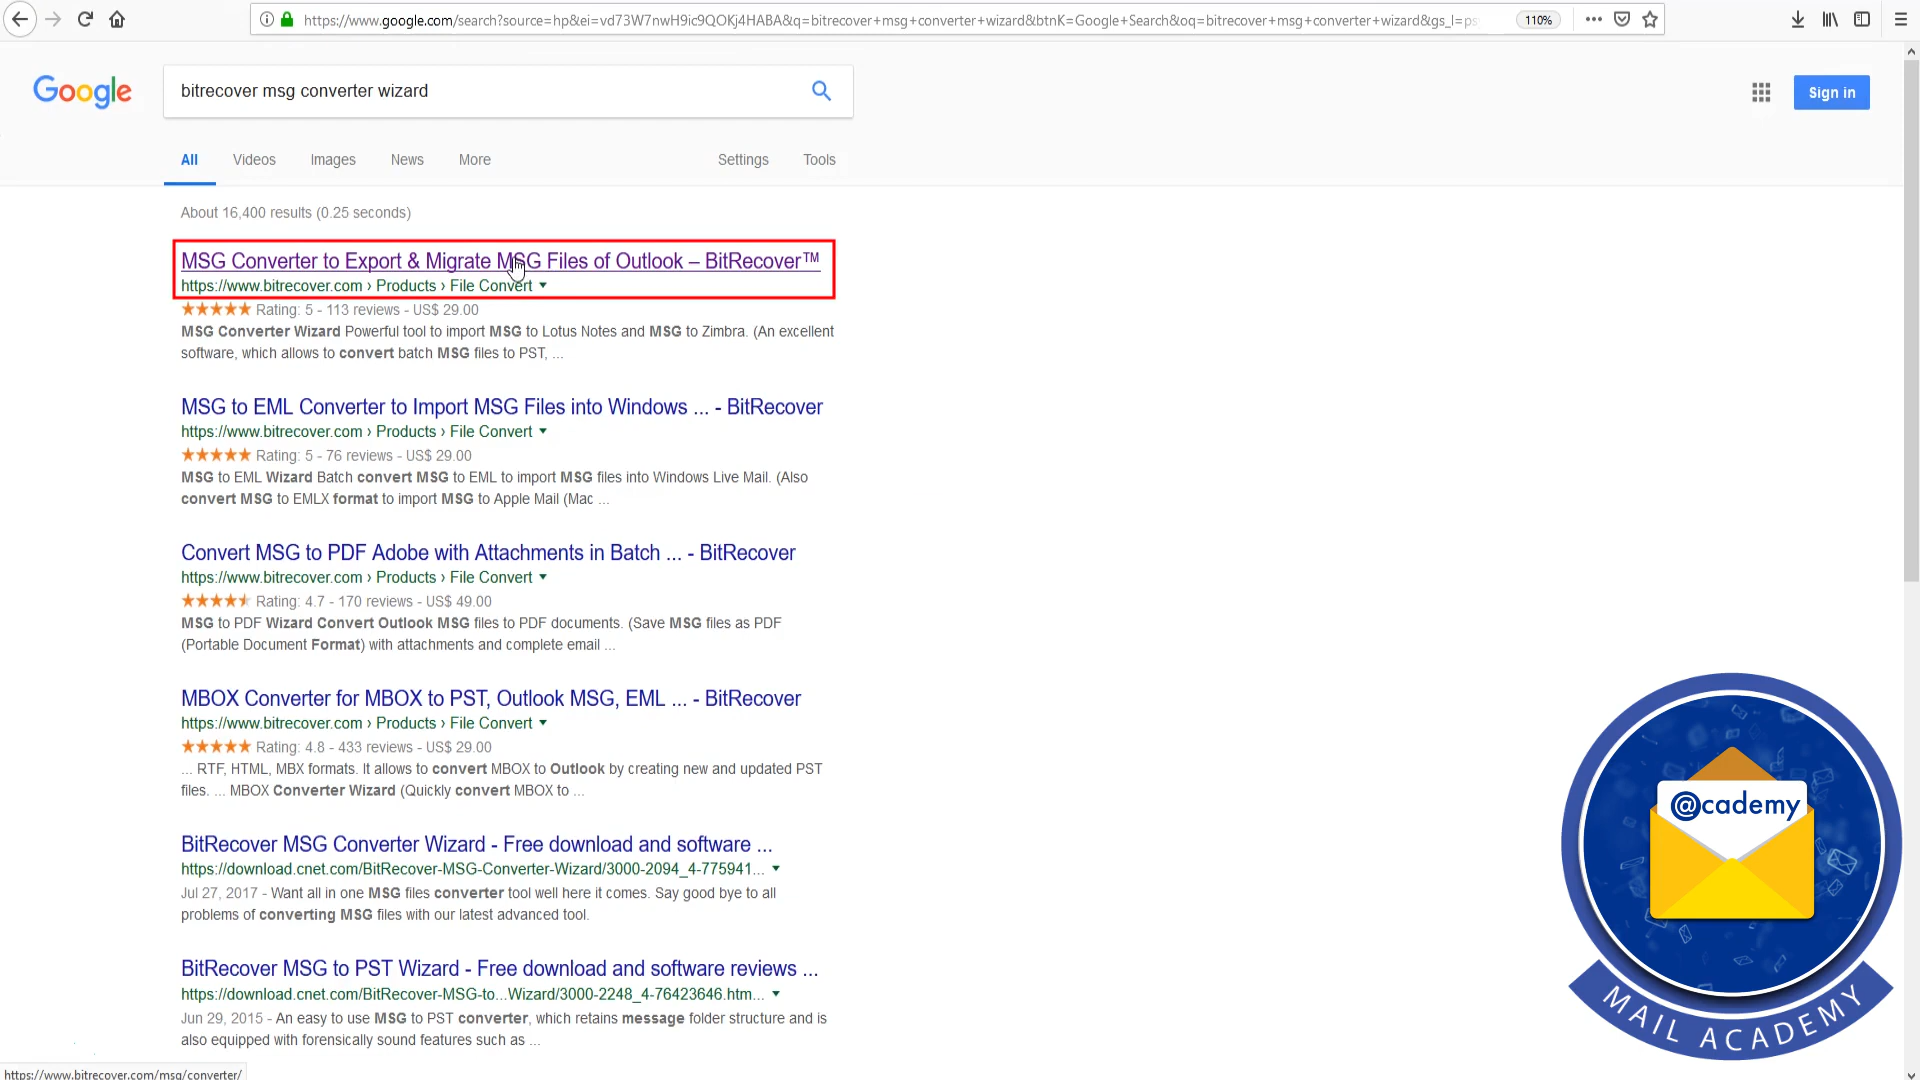 https://www.google.com/search?source=hp&ei=vd73W7nwH9ic9QOKj4HABA&q=bitrecover+msg+converter+wizard&btnK=Google+Search&oq=bitrecover+msg+converter+wizard&gs_l=ps
110%
Google
bitrecover msg converter wizard
Sign in
All Videos Images News More Settings Tools
About 16,400 results (0.25 seconds)
MSG Converter to Export & Migrate MSG Files of Outlook – BitRecover™
https://www.bitrecover.com › Products › File Convert
Rating: 5 - 113 reviews - US$ 29.00
MSG Converter Wizard Powerful tool to import MSG to Lotus Notes and MSG to Zimbra. (An excellent
software, which allows to convert batch MSG files to PST, ...
MSG to EML Converter to Import MSG Files into Windows ... - BitRecover
https://www.bitrecover.com › Products › File Convert
Rating: 5 - 76 reviews - US$ 29.00
MSG to EML Wizard Batch convert MSG to EML to import MSG files into Windows Live Mail. (Also
convert MSG to EMLX format to import MSG to Apple Mail (Mac ...
Convert MSG to PDF Adobe with Attachments in Batch ... - BitRecover
https://www.bitrecover.com › Products › File Convert
Rating: 4.7 - 170 reviews - US$ 49.00
MSG to PDF Wizard Convert Outlook MSG files to PDF documents. (Save MSG files as PDF
(Portable Document Format) with attachments and complete email ...
MBOX Converter for MBOX to PST, Outlook MSG, EML ... - BitRecover
https://www.bitrecover.com › Products › File Convert
Rating: 4.8 - 433 reviews - US$ 29.00
... RTF, HTML, MBX formats. It allows to convert MBOX to Outlook by creating new and updated PST
files. ... MBOX Converter Wizard (Quickly convert MBOX to ...
BitRecover MSG Converter Wizard - Free download and software ...
https://download.cnet.com/BitRecover-MSG-Converter-Wizard/3000-2094_4-775941...
Jul 27, 2017 - Want all in one MSG files converter tool well here it comes. Say good bye to all
problems of converting MSG files with our latest advanced tool.
BitRecover MSG to PST Wizard - Free download and software reviews ...
https://download.cnet.com/BitRecover-MSG-to...Wizard/3000-2248_4-76423646.htm...
Jun 29, 2015 - An easy to use MSG to PST converter, which retains message folder structure and is
also equipped with forensically sound features such as ...
https://www.bitrecover.com/msg/converter/
@cademy
MAIL ACADEMY